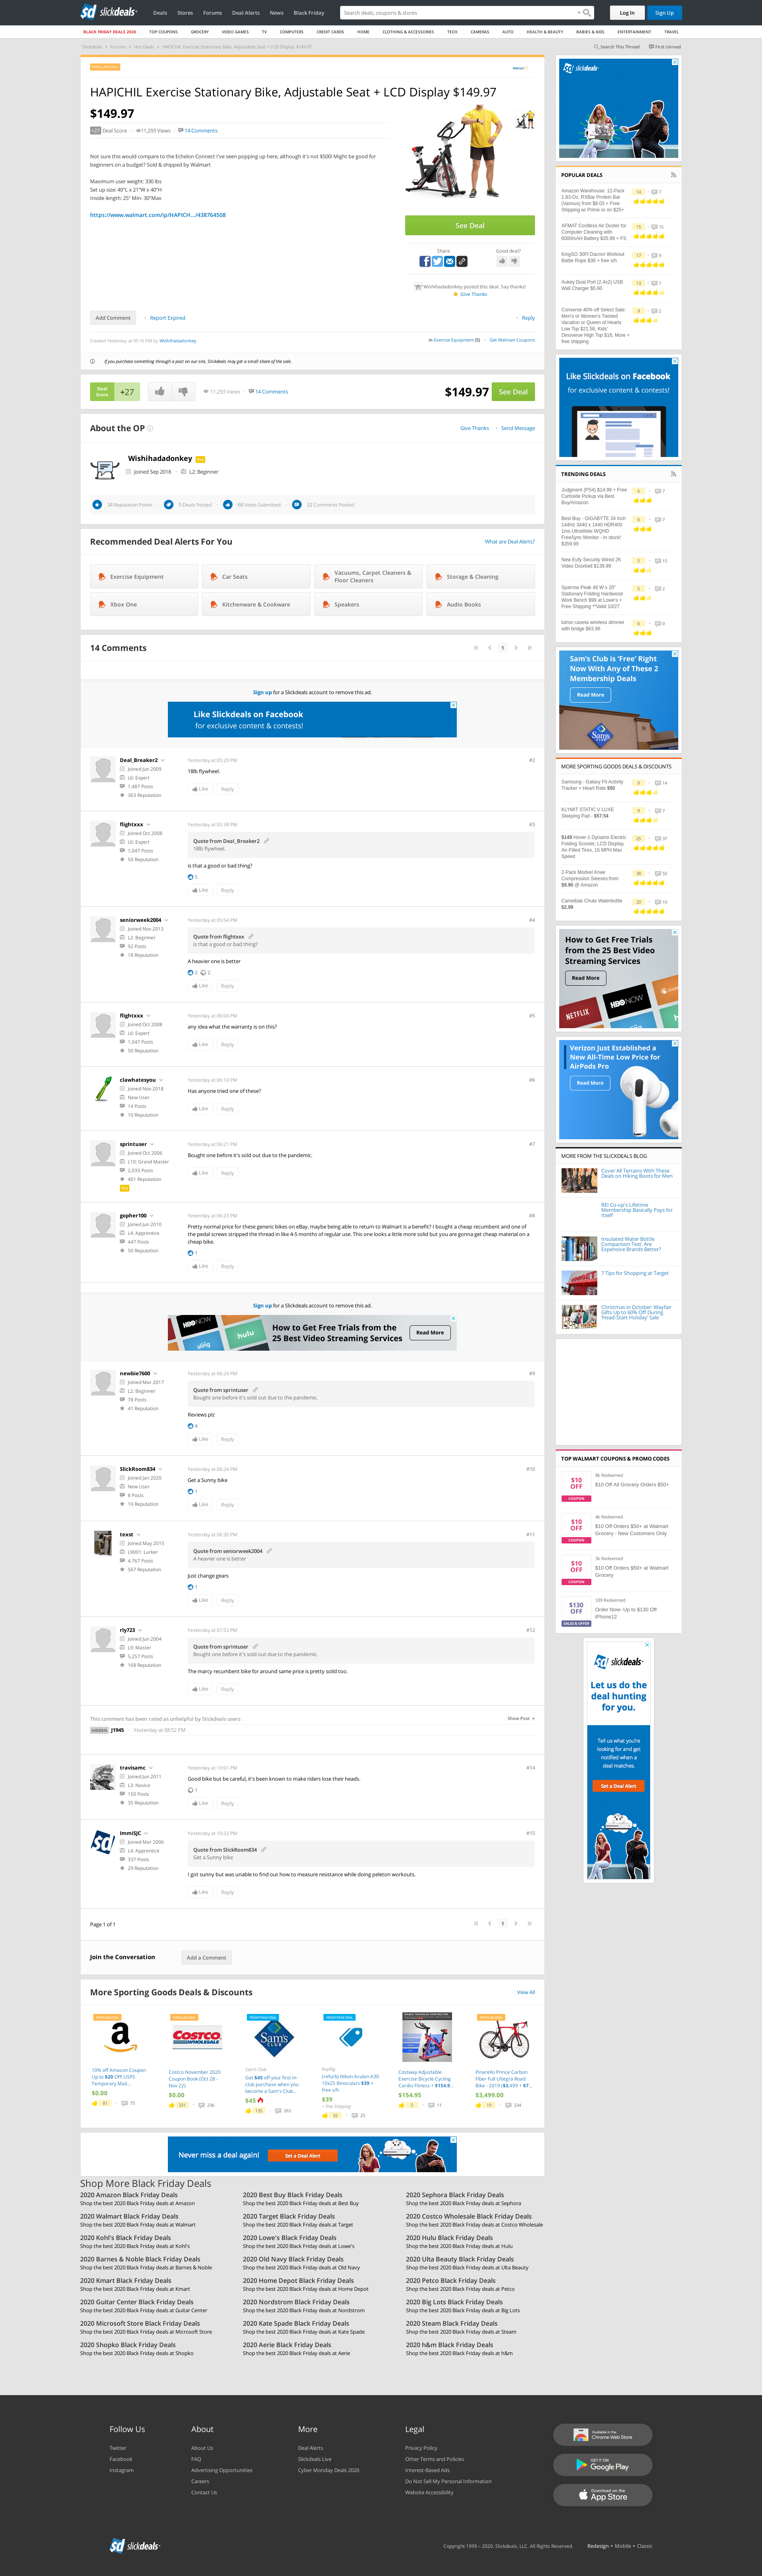 slickdeals
Deals Stores Forums Deal Alerts News Black Friday
Search deals, coupons & stores
Log In Sign Up
BLACK FRIDAY DEALS 2020 TOP COUPONS GROCERY VIDEO GAMES TV COMPUTERS CREDIT CARDS HOME CLOTHING & ACCESSORIES TECH CAMERAS AUTO HEALTH & BEAUTY BABIES & KIDS ENTERTAINMENT TRAVEL
Slickdeals > Forums > Hot Deals > HAPICHIL Exercise Stationary Bike, Adjustable Seat + LCD Display $149.97
Search This Thread First Unread
HAPICHIL Exercise Stationary Bike, Adjustable Seat + LCD Display $149.97
$149.97
+27 Deal Score 11,293 Views 14 Comments
Not sure this would compare to the Echelon Connect I've seen popping up here, although it's not $500! Might be good for
beginners on a budget? Sold & shipped by Walmart
Maximum user weight: 330 lbs
Set up size: 40"L x 21"W x 40"H
Inside length: 25" Min- 30"Max
https://www.walmart.com/ip/HAPICH.../438764508
See Deal
Share Good deal?
Wishihadadonkey posted this deal. Say thanks!
Give Thanks
Add Comment Report Expired Reply
Created Yesterday at 05:16 PM by Wishihadadonkey
Exercise Equipment (5) Get Walmart Coupons
If you purchase something through a post on our site, Slickdeals may get a small share of the sale.
Deal Score +27 11,293 Views 14 Comments $149.97 See Deal
About the OP
Give Thanks Send Message
Wishihadadonkey
Joined Sep 2018 L2: Beginner
34 Reputation Points 5 Deals Posted 68 Votes Submitted 32 Comments Posted
Recommended Deal Alerts For You
What are Deal Alerts?
Exercise Equipment
Car Seats
Vacuums, Carpet Cleaners &
Floor Cleaners
Storage & Cleaning
Xbox One
Kitchenware & Cookware
Speakers
Audio Books
14 Comments
1
Sign up for a Slickdeals account to remove this ad.
Like Slickdeals on Facebook
for exclusive content & contests!
Deal_Breaker2
Joined Jun 2009
L6: Expert
1,487 Posts
363 Reputation
Yesterday at 05:20 PM
#2
18lb flywheel.
Like Reply
flightxxx
Joined Oct 2008
L6: Expert
1,047 Posts
50 Reputation
Yesterday at 05:38 PM
#3
Quote from Deal_Breaker2
18lb flywheel.
is that a good or bad thing?
5
Like Reply
seniorweek2004
Joined Nov 2013
L2: Beginner
92 Posts
18 Reputation
Yesterday at 05:54 PM
#4
Quote from flightxxx
is that a good or bad thing?
A heavier one is better
2 2
Like Reply
flightxxx
Joined Oct 2008
L6: Expert
1,047 Posts
50 Reputation
Yesterday at 06:04 PM
#5
any idea what the warranty is on this?
Like Reply
clawhatesyou
Joined Nov 2018
New User
14 Posts
10 Reputation
Yesterday at 06:10 PM
#6
Has anyone tried one of these?
Like Reply
sprintuser
Joined Oct 2006
L10: Grand Master
2,033 Posts
401 Reputation
Yesterday at 06:21 PM
#7
Bought one before it's sold out due to the pandemic.
Like Reply
gopher100
Joined Jun 2010
L4: Apprentice
447 Posts
50 Reputation
Yesterday at 06:23 PM
#8
Pretty normal price for these generic bikes on eBay, maybe being able to return to Walmart is a benefit? I bought a cheap recumbent and one of
the pedal screws stripped the thread in like 4-5 months of regular use. This one looks a little more solid but you are gonna get cheap material on a
cheap bike.
1
Like Reply
Sign up for a Slickdeals account to remove this ad.
How to Get Free Trials from the
25 Best Video Streaming Services
Read More
newbie7600
Joined Mar 2017
L2: Beginner
78 Posts
41 Reputation
Yesterday at 06:24 PM
#9
Quote from sprintuser
Bought one before it's sold out due to the pandemic.
Reviews plz
4
Like Reply
SlickRoom834
Joined Jan 2020
New User
8 Posts
10 Reputation
Yesterday at 06:24 PM
#10
Get a Sunny bike
1
Like Reply
texst
Joined May 2015
L9001: Lurker
4,767 Posts
567 Reputation
Yesterday at 06:30 PM
#11
Quote from seniorweek2004
A heavier one is better
Just change gears
1
Like Reply
rly723
Joined Jun 2004
L9: Master
5,257 Posts
168 Reputation
Yesterday at 07:53 PM
#12
Quote from sprintuser
Bought one before it's sold out due to the pandemic.
The marcy recumbent bike for around same price is pretty solid too.
Like Reply
This comment has been rated as unhelpful by Slickdeals users
Show Post
HIDDEN J1945 Yesterday at 08:52 PM
travisamc
Joined Jun 2011
L3: Novice
150 Posts
35 Reputation
Yesterday at 10:01 PM
#14
Good bike but be careful, it's been known to make riders lose their heads.
1
Like Reply
ImmiSJC
Joined Mar 2006
L4: Apprentice
337 Posts
29 Reputation
Yesterday at 10:32 PM
#15
Quote from SlickRoom834
Get a Sunny bike
I got sunny but was unable to find out how to measure resistance while doing peleton workouts.
Like Reply
Page 1 of 1
1
Join the Conversation
Add a Comment
More Sporting Goods Deals & Discounts
View All
10% off Amazon Coupon
Up to $20 Off! USPS
Temporary Mail...
$0.00
81 75
Costco November 2020
Coupon Book (Oct 28 -
Nov 22)
$0.00
331 236
Sam's Club
Get $45 off your first in-
club purchase when you
become a Sam's Club...
$45
135 353
BuyDig
(refurb) Nikon Aculon A30
10x25 Binoculars $39 +
free s/h
$39
+ Free Shipping
32 20
Costway Adjustable
Exercise Bicycle Cycling
Cardio Fitness + $154.9...
$154.95
5 11
Pinarello Prince Carbon
Fiber Full Ultegra Road
Bike - 2019 ($3,499 + $7...
$3,499.00
19 234
Never miss a deal again!
Set a Deal Alert
Shop More Black Friday Deals
2020 Amazon Black Friday Deals
Shop the best 2020 Black Friday deals at Amazon
2020 Best Buy Black Friday Deals
Shop the best 2020 Black Friday deals at Best Buy
2020 Sephora Black Friday Deals
Shop the best 2020 Black Friday deals at Sephora
2020 Walmart Black Friday Deals
Shop the best 2020 Black Friday deals at Walmart
2020 Target Black Friday Deals
Shop the best 2020 Black Friday deals at Target
2020 Costco Wholesale Black Friday Deals
Shop the best 2020 Black Friday deals at Costco Wholesale
2020 Kohl's Black Friday Deals
Shop the best 2020 Black Friday deals at Kohl's
2020 Lowe's Black Friday Deals
Shop the best 2020 Black Friday deals at Lowe's
2020 Hulu Black Friday Deals
Shop the best 2020 Black Friday deals at Hulu
2020 Barnes & Noble Black Friday Deals
Shop the best 2020 Black Friday deals at Barnes & Noble
2020 Old Navy Black Friday Deals
Shop the best 2020 Black Friday deals at Old Navy
2020 Ulta Beauty Black Friday Deals
Shop the best 2020 Black Friday deals at Ulta Beauty
2020 Kmart Black Friday Deals
Shop the best 2020 Black Friday deals at Kmart
2020 Home Depot Black Friday Deals
Shop the best 2020 Black Friday deals at Home Depot
2020 Petco Black Friday Deals
Shop the best 2020 Black Friday deals at Petco
2020 Guitar Center Black Friday Deals
Shop the best 2020 Black Friday deals at Guitar Center
2020 Nordstrom Black Friday Deals
Shop the best 2020 Black Friday deals at Nordstrom
2020 Big Lots Black Friday Deals
Shop the best 2020 Black Friday deals at Big Lots
2020 Microsoft Store Black Friday Deals
Shop the best 2020 Black Friday deals at Microsoft Store
2020 Kate Spade Black Friday Deals
Shop the best 2020 Black Friday deals at Kate Spade
2020 Steam Black Friday Deals
Shop the best 2020 Black Friday deals at Steam
2020 Shopko Black Friday Deals
Shop the best 2020 Black Friday deals at Shopko
2020 Aerie Black Friday Deals
Shop the best 2020 Black Friday deals at Aerie
2020 h&m Black Friday Deals
Shop the best 2020 Black Friday deals at h&m
slickdeals
POPULAR DEALS
Amazon Warehouse: 12-Pack
1.83-Oz. RXBar Protein Bar
(Various) from $8.03 + Free
Shipping w/ Prime or on $25+
14 7
AFMAT Cordless Air Duster for
Computer Cleaning with
6000mAH Battery $35.99 + FS
15 15
KingSO 30Ft Dacron Workout
Battle Rope $36 + free s/h
17 9
Aukey Dual Port (2.4x2) USB
Wall Charger $5.60
13 7
Converse 40% off Select Sale:
Men's or Women's Twisted
Vacation or Queen of Hearts
Low Top $21.58, Kids'
Dinoverse High Top $18, More +
free shipping
9 2
Like Slickdeals on Facebook
for exclusive content & contests!
TRENDING DEALS
Judgment (PS4) $14.99 + Free
Curbside Pickup via Best
Buy/Amazon
6 7
Best Buy - GIGABYTE 34 inch
144Hz 3440 x 1440 HDR400
1ms UltraWide WQHD
FreeSync Monitor - In stock!
$359.99
6 7
New Eufy Security Wired 2K
Video Doorbell $139.99
5 15
Sparrow Peak 48 W x 20"
Stationary Folding Hardwood
Work Bench $99 at Lowe's +
Free Shipping **Valid 10/27
5 2
lutron caseta wireless dimmer
with bridge $63.96
6 0
Sam's Club is 'Free' Right
Now With Any of These 2
Membership Deals
Read More
MORE SPORTING GOODS DEALS & DISCOUNTS
Samsung - Galaxy Fit Activity
Tracker + Heart Rate $50
9 14
KLYMIT STATIC V LUXE
Sleeping Pad - $57.54
9 7
$149 Hover-1 Dynamo Electric
Folding Scooter, LCD Display,
Air-Filled Tires, 16 MPH Max
Speed
25 37
2-Pack Modvel Knee
Compression Sleeves from
$9.90 @ Amazon
38 50
Camelbak Chute Waterbottle
$2.99
20 10
How to Get Free Trials
from the 25 Best Video
Streaming Services
Read More
Verizon Just Established a
New All-Time Low Price for
AirPods Pro
Read More
MORE FROM THE SLICKDEALS BLOG
Cover All Terrains With These
Deals on Hiking Boots for Men
REI Co-op's Lifetime
Membership Basically Pays for
Itself
Insulated Water Bottle
Comparison Test: Are
Expensive Brands Better?
7 Tips for Shopping at Target
Christmas in October: Wayfair
Gifts Up to 60% Off During
'Head-Start Holiday' Sale
TOP WALMART COUPONS & PROMO CODES
$10 OFF COUPON
8k Redeemed
$10 Off All Grocery Orders $50+
$10 OFF COUPON
4k Redeemed
$10 Off Orders $50+ at Walmart
Grocery - New Customers Only
$10 OFF COUPON
3k Redeemed
$10 Off Orders $50+ at Walmart
Grocery
$130 OFF SALES & OFFER
339 Redeemed
Order Now. Up to $130 Off
iPhone12
slickdeals
Let us do the
deal hunting
for you.
Tell us what you're
looking for and get
notified when a
deal matches.
Set a Deal Alert
Follow Us
Twitter
Facebook
Instagram
About
About Us
FAQ
Advertising Opportunities
Careers
Contact Us
More
Deal Alerts
Slickdeals Live
Cyber Monday Deals 2020
Legal
Privacy Policy
Other Terms and Policies
Interest-Based Ads
Do Not Sell My Personal Information
Website Accessibility
Available in the
Chrome Web Store
GET IT ON
Google Play
Download on the
App Store
slickdeals
Copyright 1999 - 2020. Slickdeals, LLC. All Rights Reserved.
Redesign • Mobile • Classic